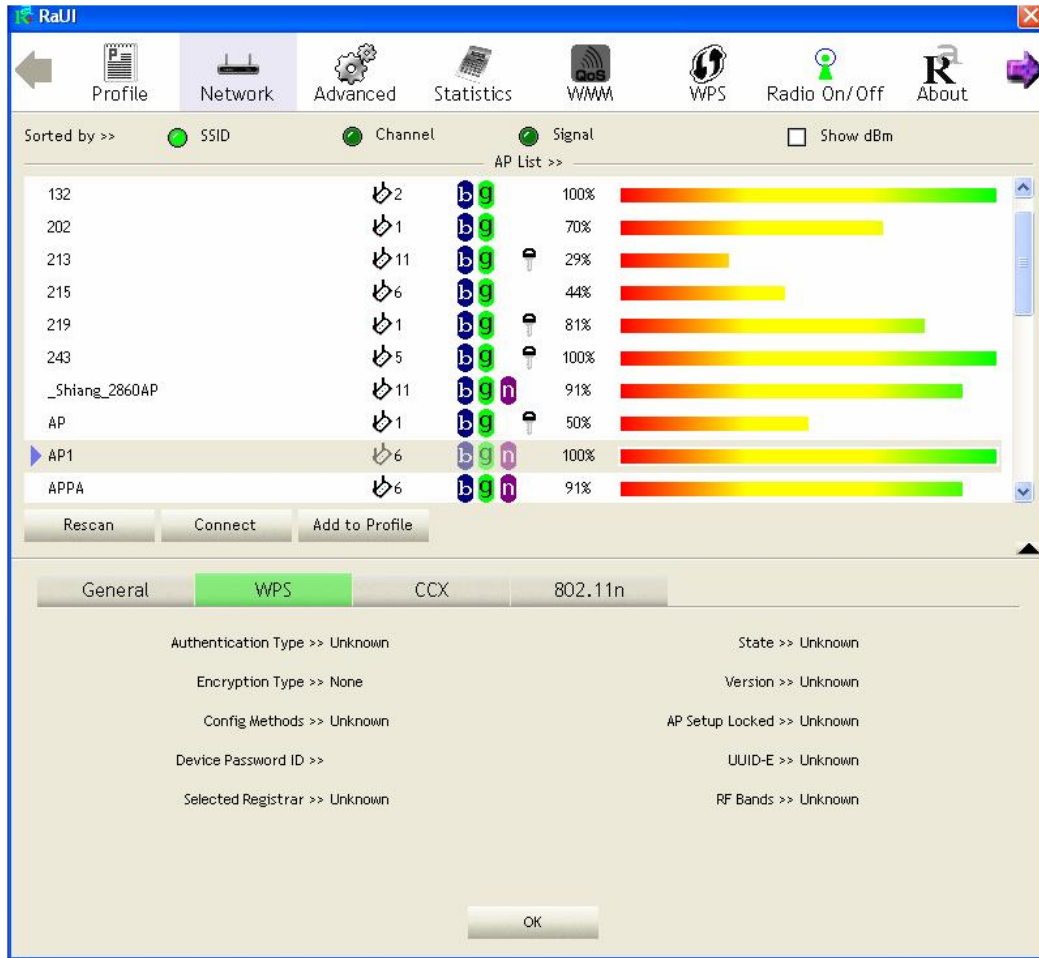 RaUI
Profile Network Advanced Statistics QoS WMM WPS Radio On/Off Ra About
Sorted by >> SSID Channel Signal Show dBm
AP List >>
132 2 b g 100%
202 1 b g 70%
213 11 b g 29%
215 6 b g 44%
219 1 b g 81%
243 5 b g 100%
_Shiang_2860AP 11 b g n 91%
AP 1 b g 50%
AP1 6 b g n 100%
APPA 6 b g n 91%
Rescan Connect Add to Profile
General WPS CCX 802.11n
Authentication Type >> Unknown State >> Unknown
Encryption Type >> None Version >> Unknown
Config Methods >> Unknown AP Setup Locked >> Unknown
Device Password ID >> UUID-E >> Unknown
Selected Registrar >> Unknown RF Bands >> Unknown
OK